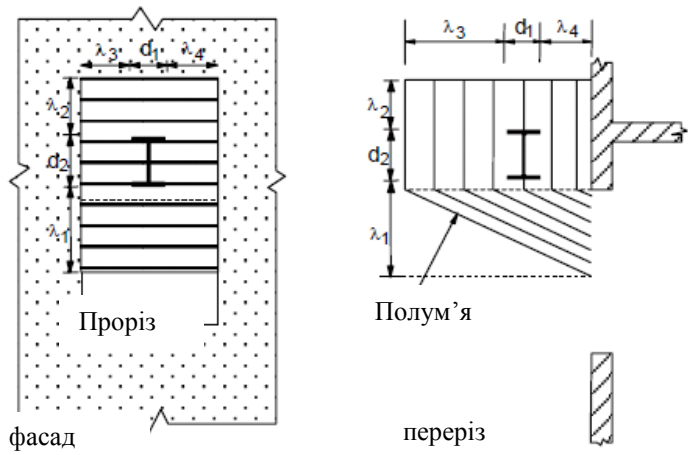 λ₃ d₁ λ₄
λ₂
d₂
λ₁
Проріз
фасад
λ₃ d₁ λ₄
λ₂
d₂
λ₁
Полум’я
переріз